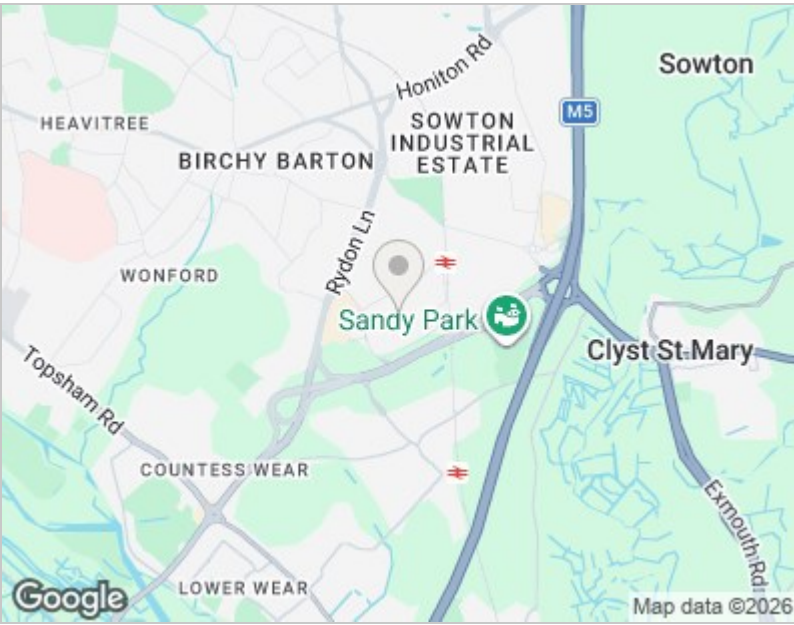 Honiton Rd
Sowton
M5
HEAVITREE
SOWTON
INDUSTRIAL
ESTATE
BIRCHY BARTON
Rydon Ln
WONFORD
Sandy Park
Clyst St Mary
Topsham Rd
COUNTESS WEAR
Exmouth Rd
LOWER WEAR
Google
Map data ©2026